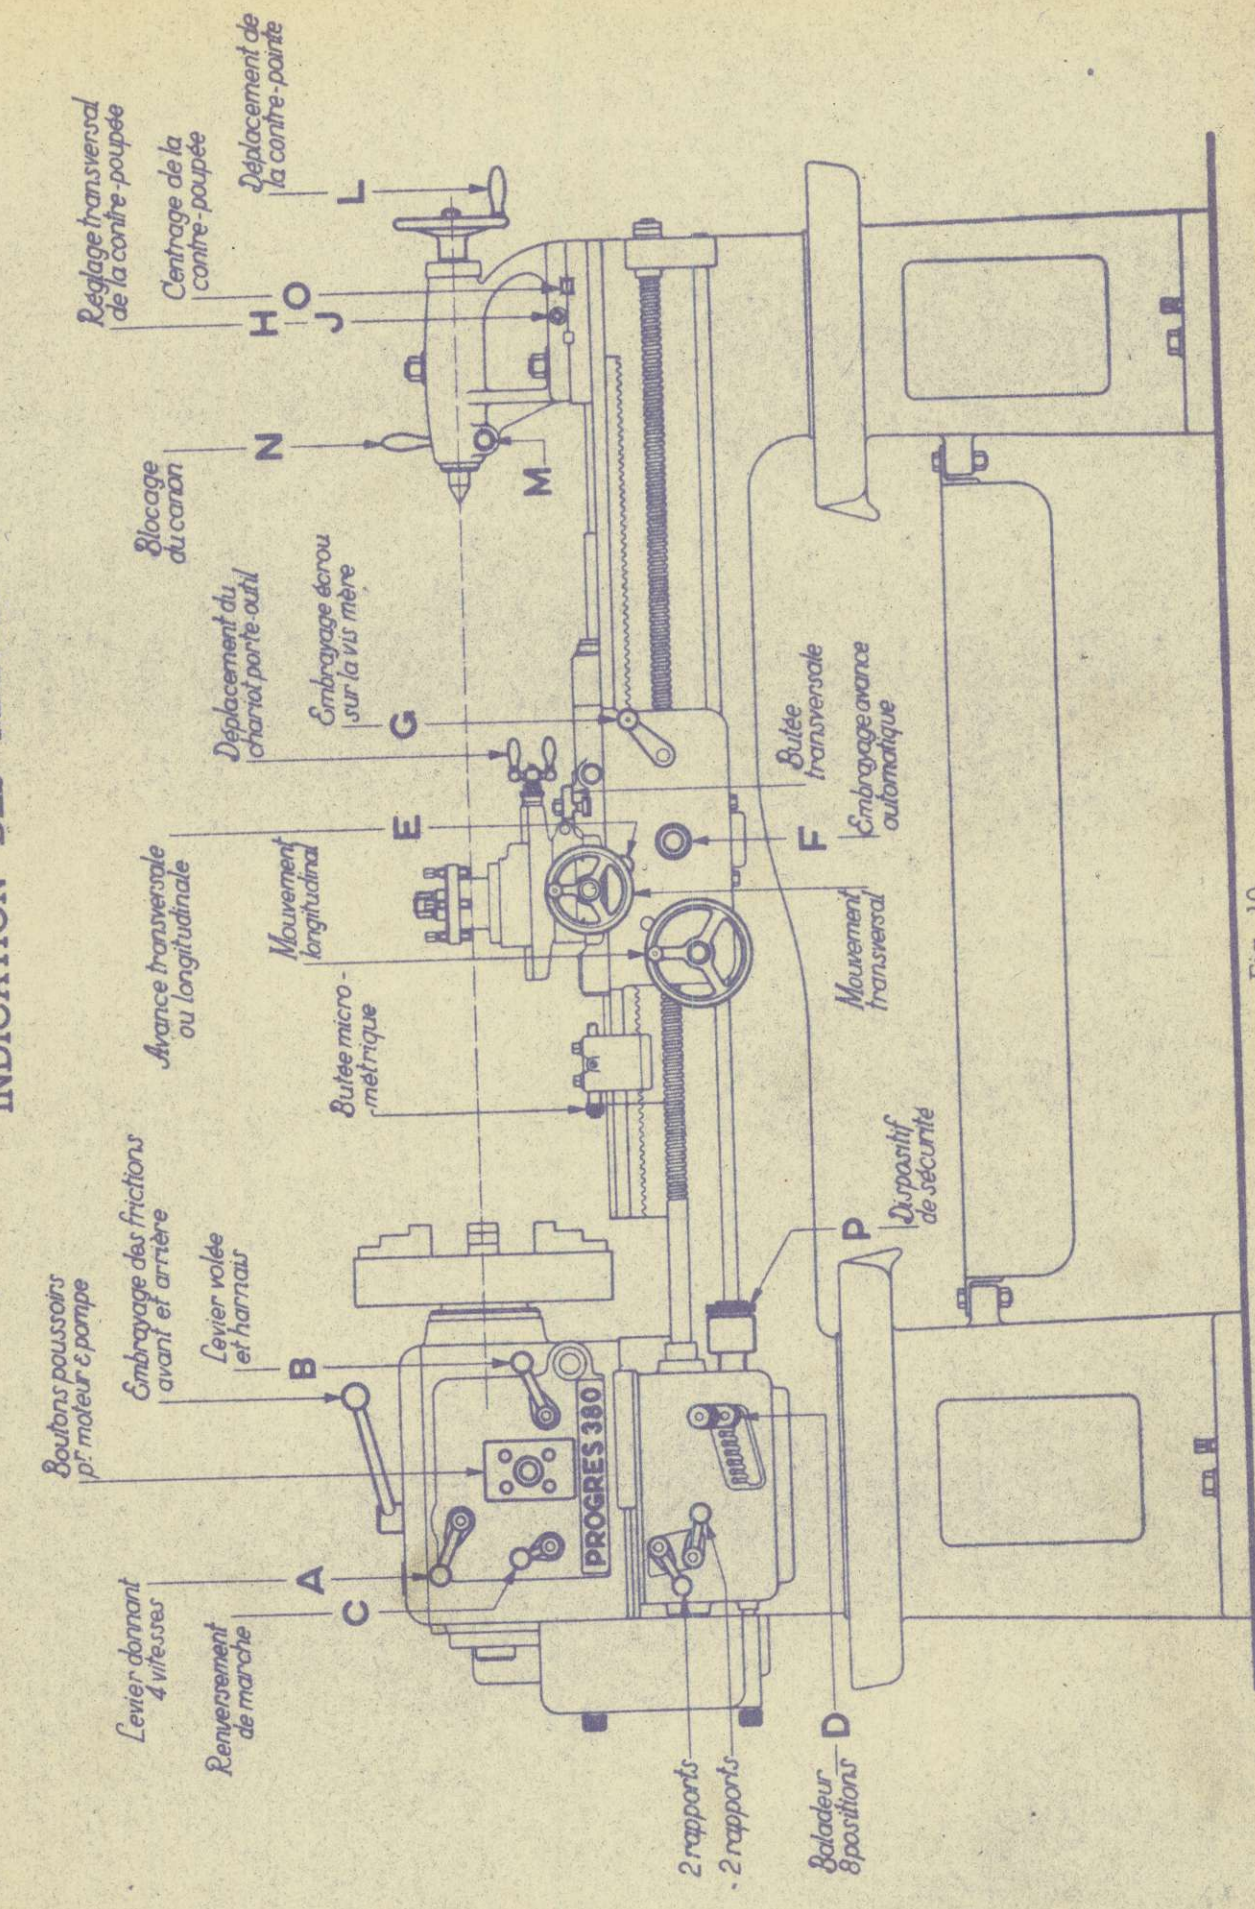 INDICATION
Levier donnant
4 vitesses
A
Renversement
de marche
C
Boutons poussoirs
pr moteur & pompe
Embrayage des frictions
avant et arrière
Levier volée
et harnais
B
Avance transversale
ou longitudinale
E
Mouvement
longitudinal
Butée micro-
métrique
Déplacement du
chariot porte-outil
Embrayage écrou
sur la vis mère
G
Blocage
du canon
N
M
Réglage transversal
de la contre-poupée
H
J
Centrage de la
contre-poupée
O
Déplacement de
la contre-pointe
L
PROGRES 380
2 rapports
2 rapports
Baladeur
8 positions
D
P
Dispositif
de sécurité
Mouvement
transversal
F
Embrayage avance
automatique
Butée
transversale